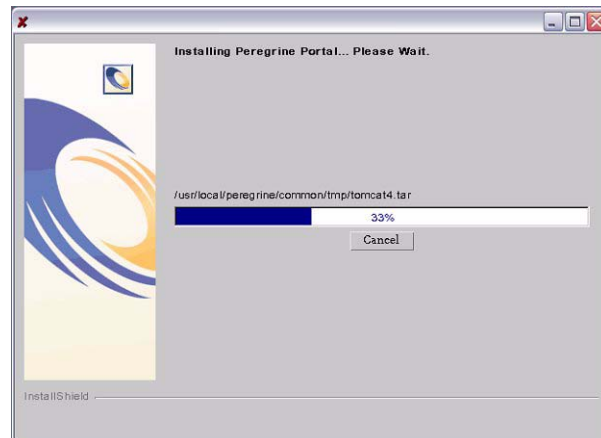 Installing Peregrine Portal... Please Wait.
/usr/local/peregrine/common/tmp/tomcat4.tar
33%
Cancel
InstallShield